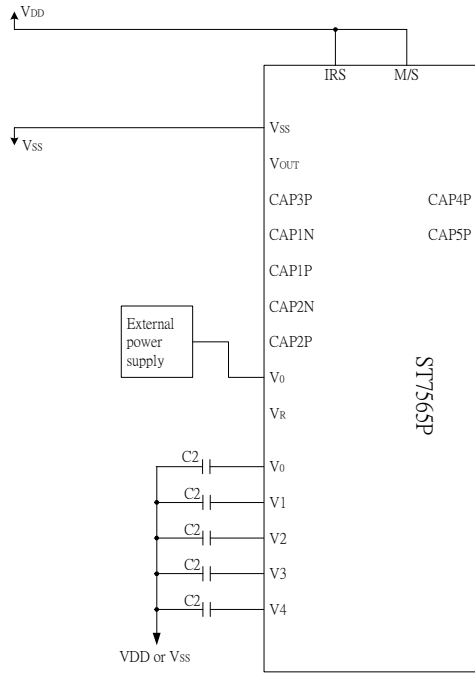 VDD
IRS M/S
VSS
VSS
VOUT
CAP3P CAP4P
CAP1N CAP5P
CAP1P
CAP2N
External
power
supply
CAP2P
V0
ST7565P
VR
C2 V0
C2 V1
C2 V2
C2 V3
C2 V4
VDD or VSS